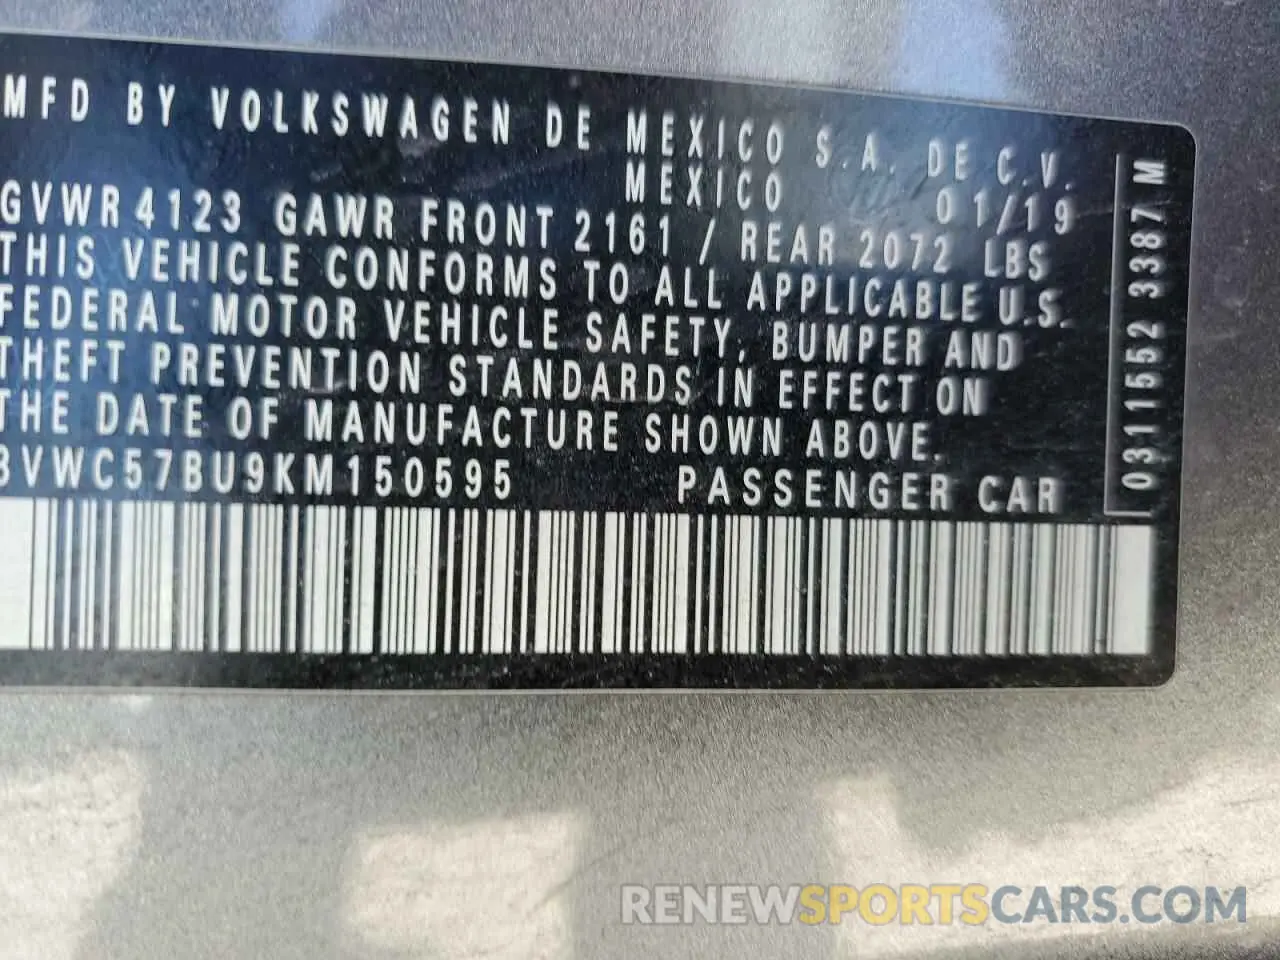 MFD BY VOLKSWAGEN DE MEXICO S.A. DE C.V.
MEXICO 01/19
GVWR 4123 GAWR FRONT 2161 / REAR 2072 LBS
THIS VEHICLE CONFORMS TO ALL APPLICABLE U.S.
FEDERAL MOTOR VEHICLE SAFETY, BUMPER AND
THEFT PREVENTION STANDARDS IN EFFECT ON
THE DATE OF MANUFACTURE SHOWN ABOVE.
3VWC57BU9KM150595 PASSENGER CAR
0311552 3387 M
RENEWSPORTSCARS.COM